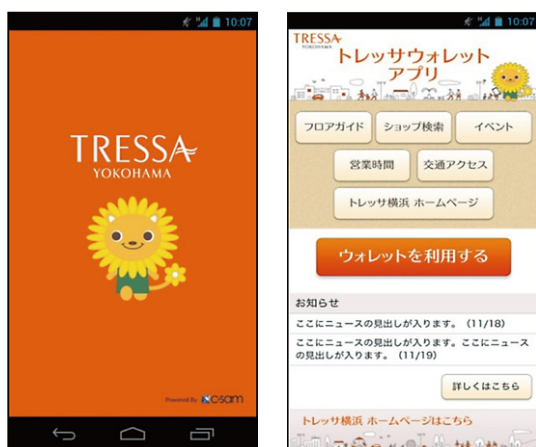 10:07
TRESSA
YOKOHAMA
Powered By C-SAM
10:07
TRESSA
YOKOHAMA
トレッサウォレット
アプリ
フロアガイド
ショップ検索
イベント
営業時間
交通アクセス
トレッサ横浜 ホームページ
ウォレットを利用する
お知らせ
ここにニュースの見出しが入ります。（11/18）
ここにニュースの見出しが入ります。ここにニュース
の見出しが入ります。（11/19）
詳しくはこちら
トレッサ横浜 ホームページはこちら